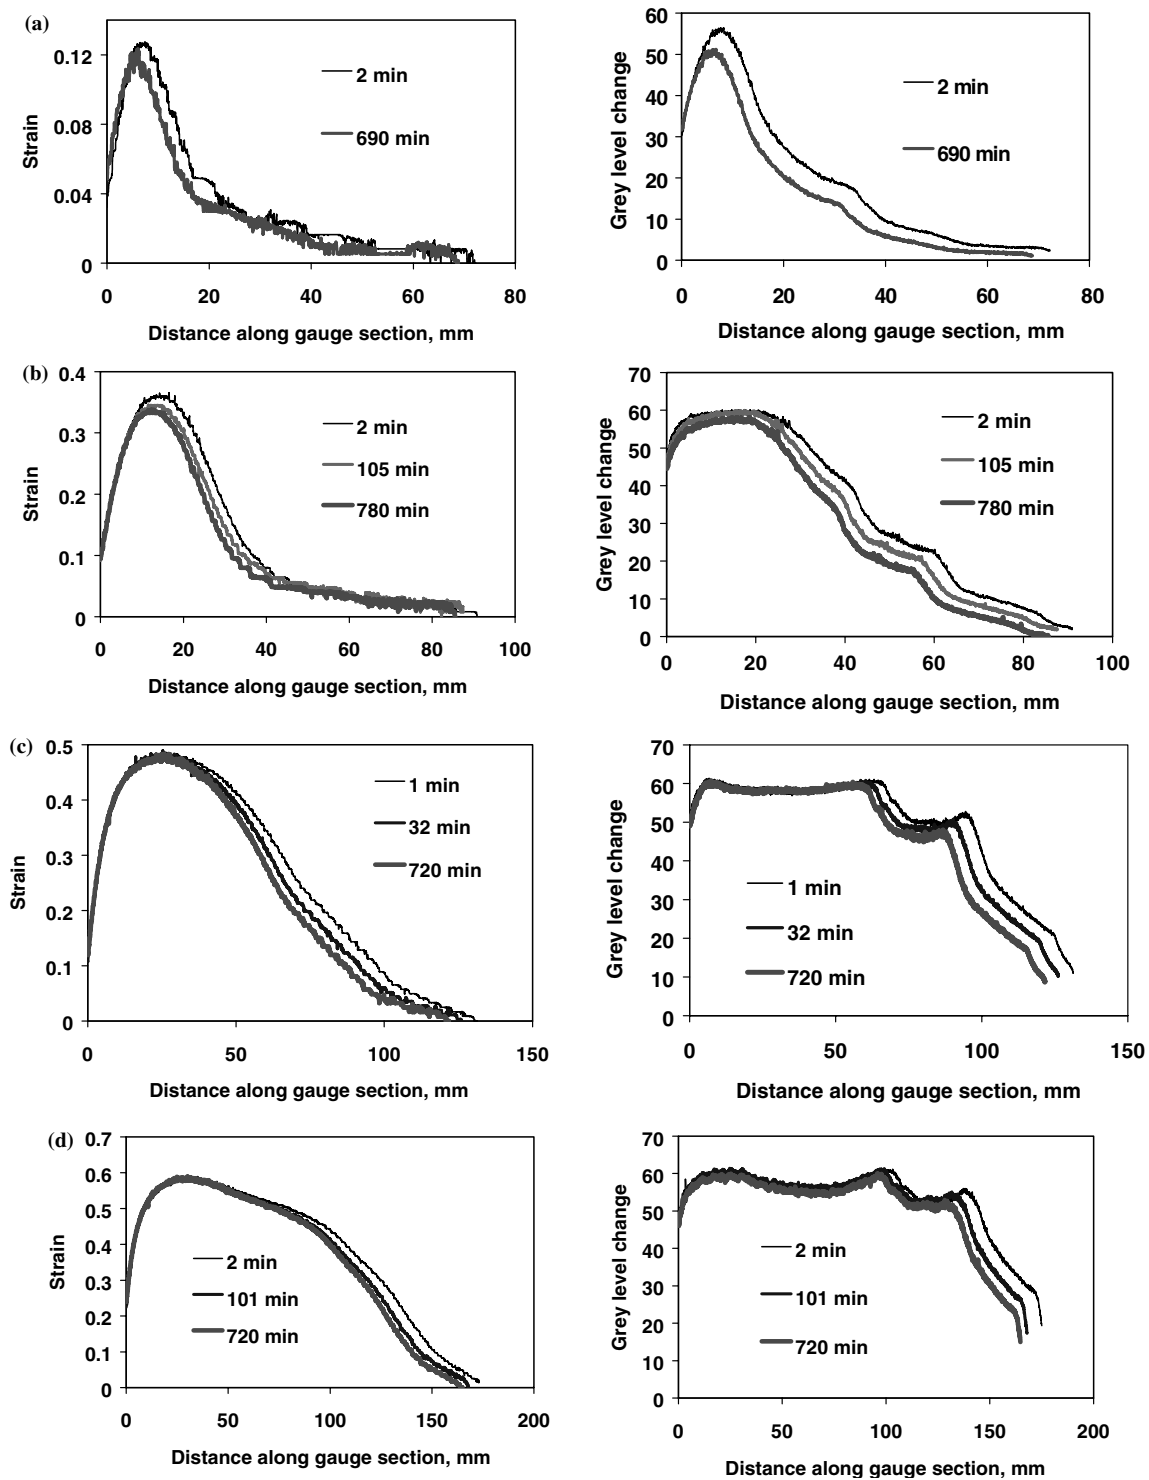 (a)
0.12
0.08
0.04
0
0 20 40 60 80
Strain
Distance along gauge section, mm
2 min
690 min
60
50
40
30
20
10
0
0 20 40 60 80
Grey level change
Distance along gauge section, mm
2 min
690 min
(b)
0.4
0.3
0.2
0.1
0
0 20 40 60 80 100
Strain
Distance along gauge section, mm
2 min
105 min
780 min
70
60
50
40
30
20
10
0
0 20 40 60 80 100
Grey level change
Distance along gauge section, mm
2 min
105 min
780 min
(c)
0.5
0.4
0.3
0.2
0.1
0
0 50 100 150
Strain
Distance along gauge section, mm
1 min
32 min
720 min
70
60
50
40
30
20
10
0
0 50 100 150
Grey level change
Distance along gauge section, mm
1 min
32 min
720 min
(d)
0.7
0.6
0.5
0.4
0.3
0.2
0.1
0
0 50 100 150 200
Strain
Distance along gauge section, mm
2 min
101 min
720 min
70
60
50
40
30
20
10
0
0 50 100 150 200
Grey level change
Distance along gauge section, mm
2 min
101 min
720 min